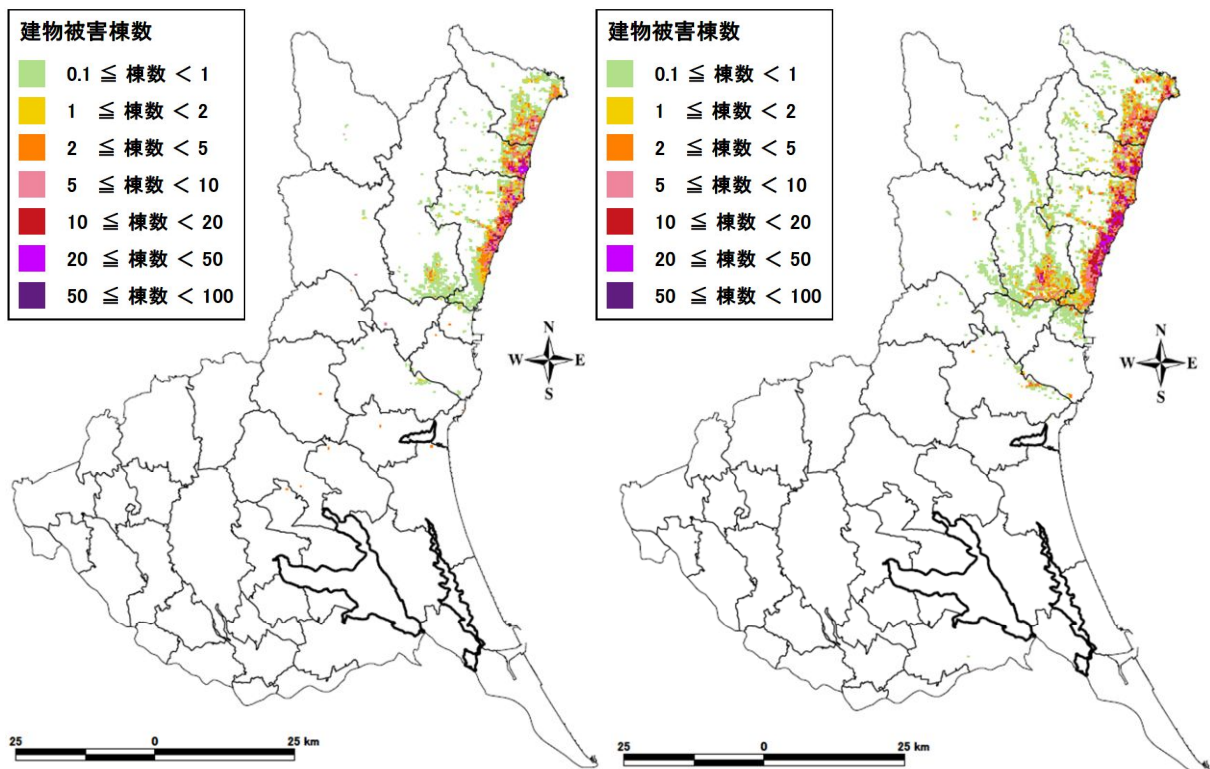 建物被害棟数
0.1 ≦ 棟数 < 1
1 ≦ 棟数 < 2
2 ≦ 棟数 < 5
5 ≦ 棟数 < 10
10 ≦ 棟数 < 20
20 ≦ 棟数 < 50
50 ≦ 棟数 < 100
N
W E
S
25 0 25 km
建物被害棟数
0.1 ≦ 棟数 < 1
1 ≦ 棟数 < 2
2 ≦ 棟数 < 5
5 ≦ 棟数 < 10
10 ≦ 棟数 < 20
20 ≦ 棟数 < 50
50 ≦ 棟数 < 100
N
W E
S
25 0 25 km